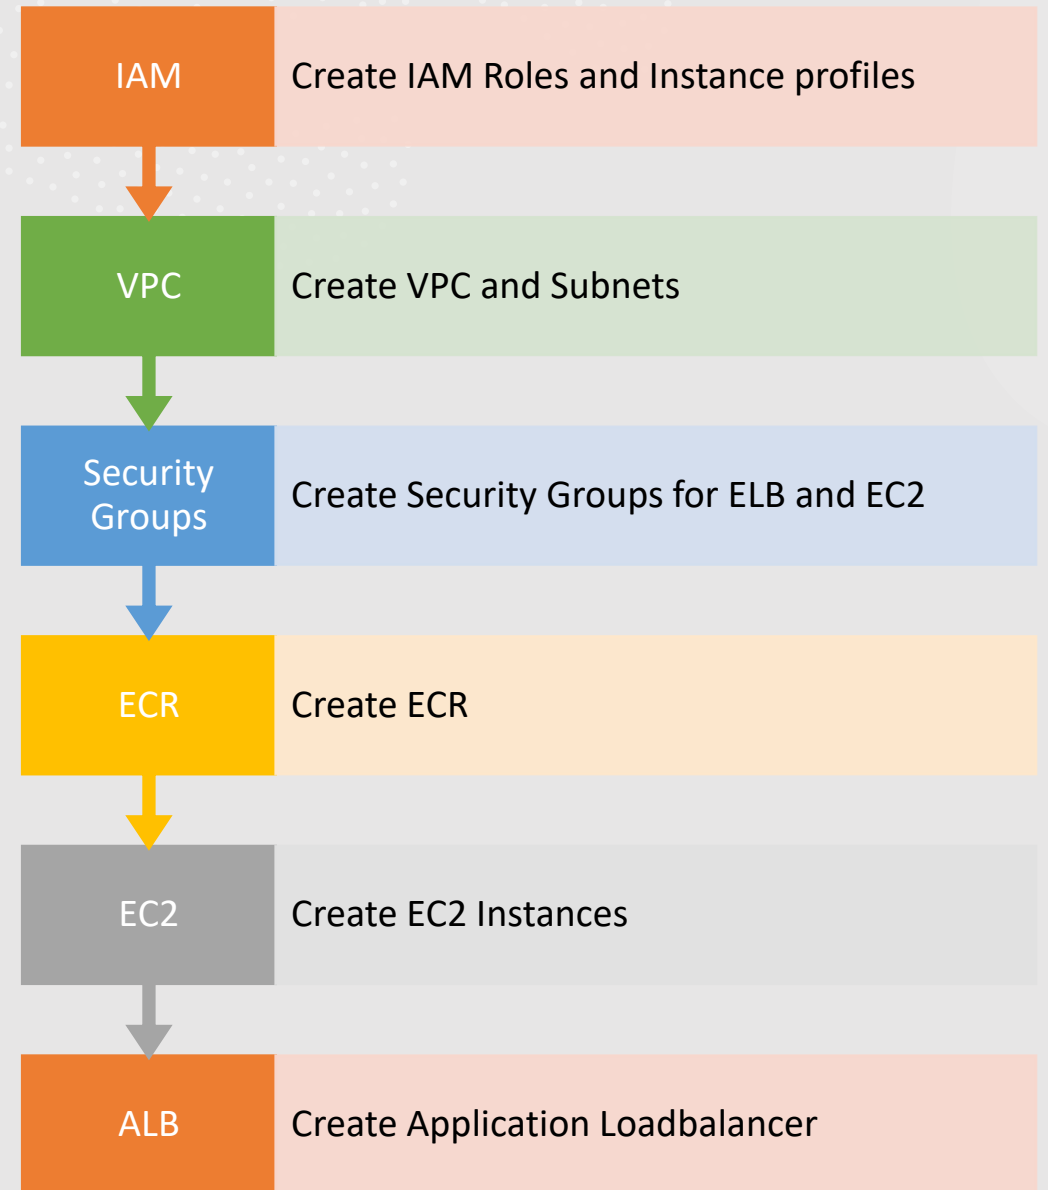 IAM
Create IAM Roles and Instance profiles
VPC
Create VPC and Subnets
Security
Groups
Create Security Groups for ELB and EC2
ECR
Create ECR
EC2
Create EC2 Instances
ALB
Create Application Loadbalancer